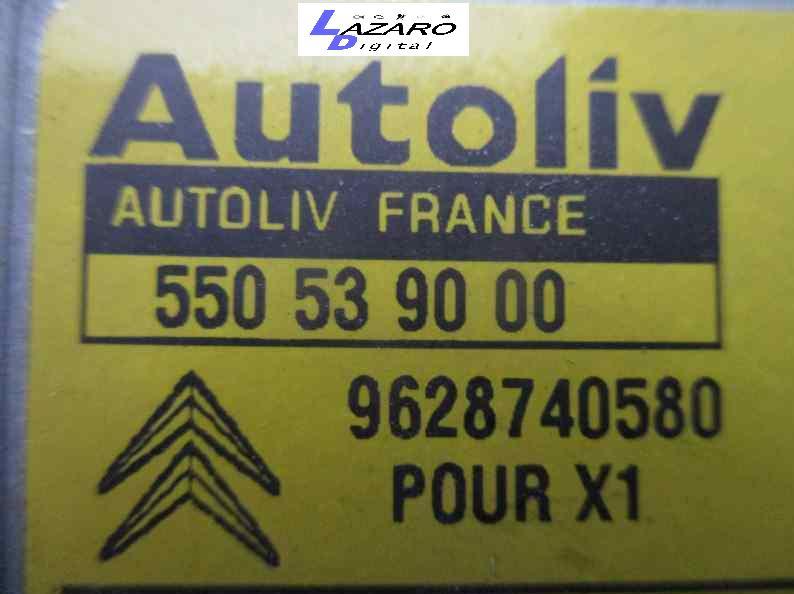 LAZARO
Digital
Autoliv
AUTOLIV FRANCE
550 53 90 00
9628740580
POUR X1